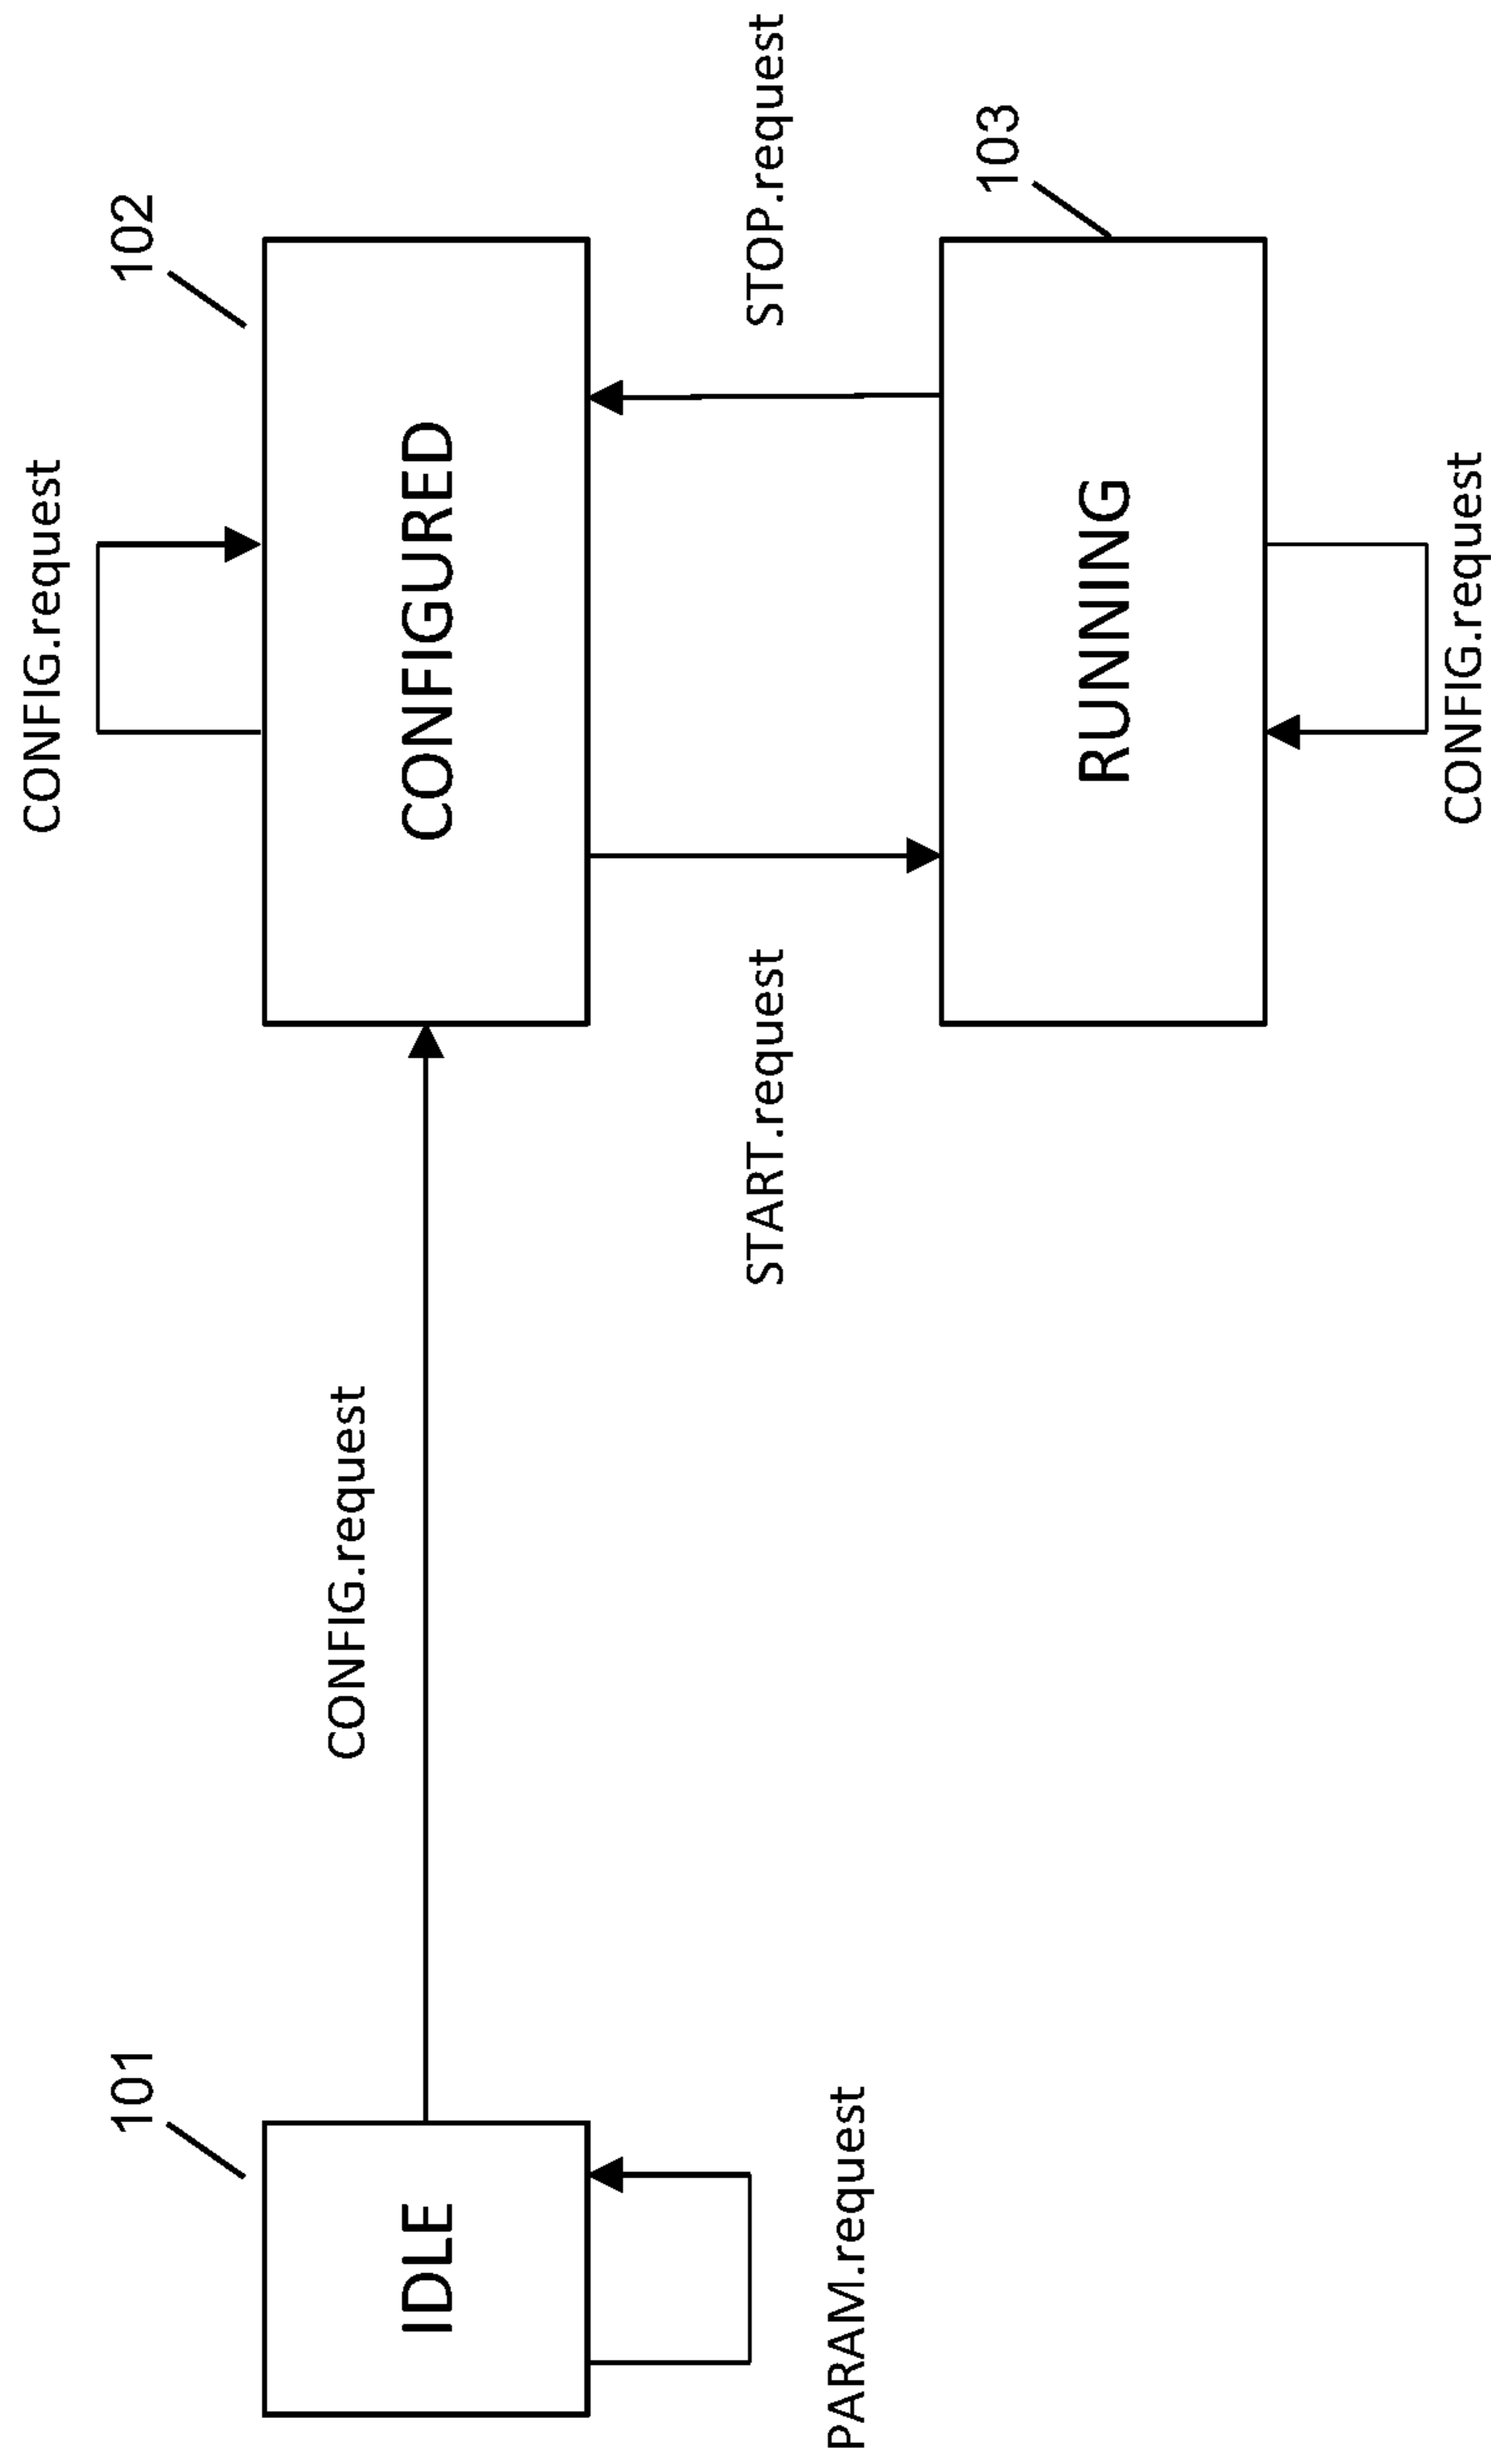 CONFIG.request
101
102
CONFIG.request
IDLE
CONFIGURED
START.request
STOP.request
PARAM.request
103
RUNNING
CONFIG.request